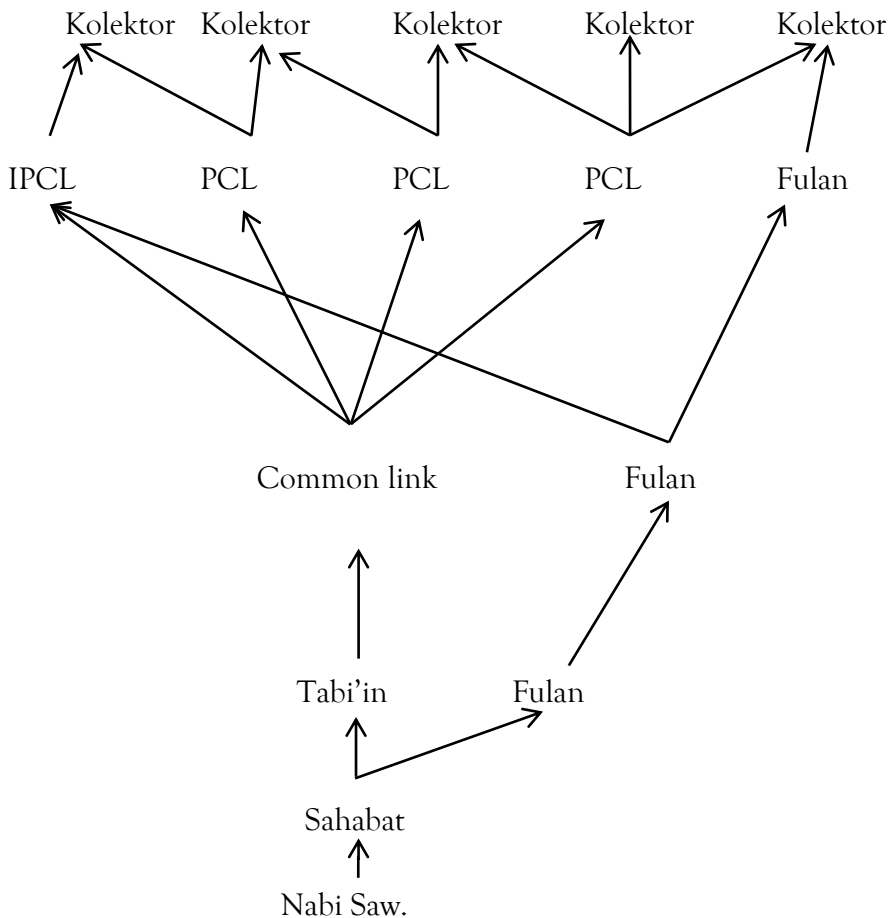 Kolektor Kolektor Kolektor Kolektor Kolektor
IPCL PCL PCL PCL Fulan
Common link Fulan
Tabi’in Fulan
Sahabat
Nabi Saw.